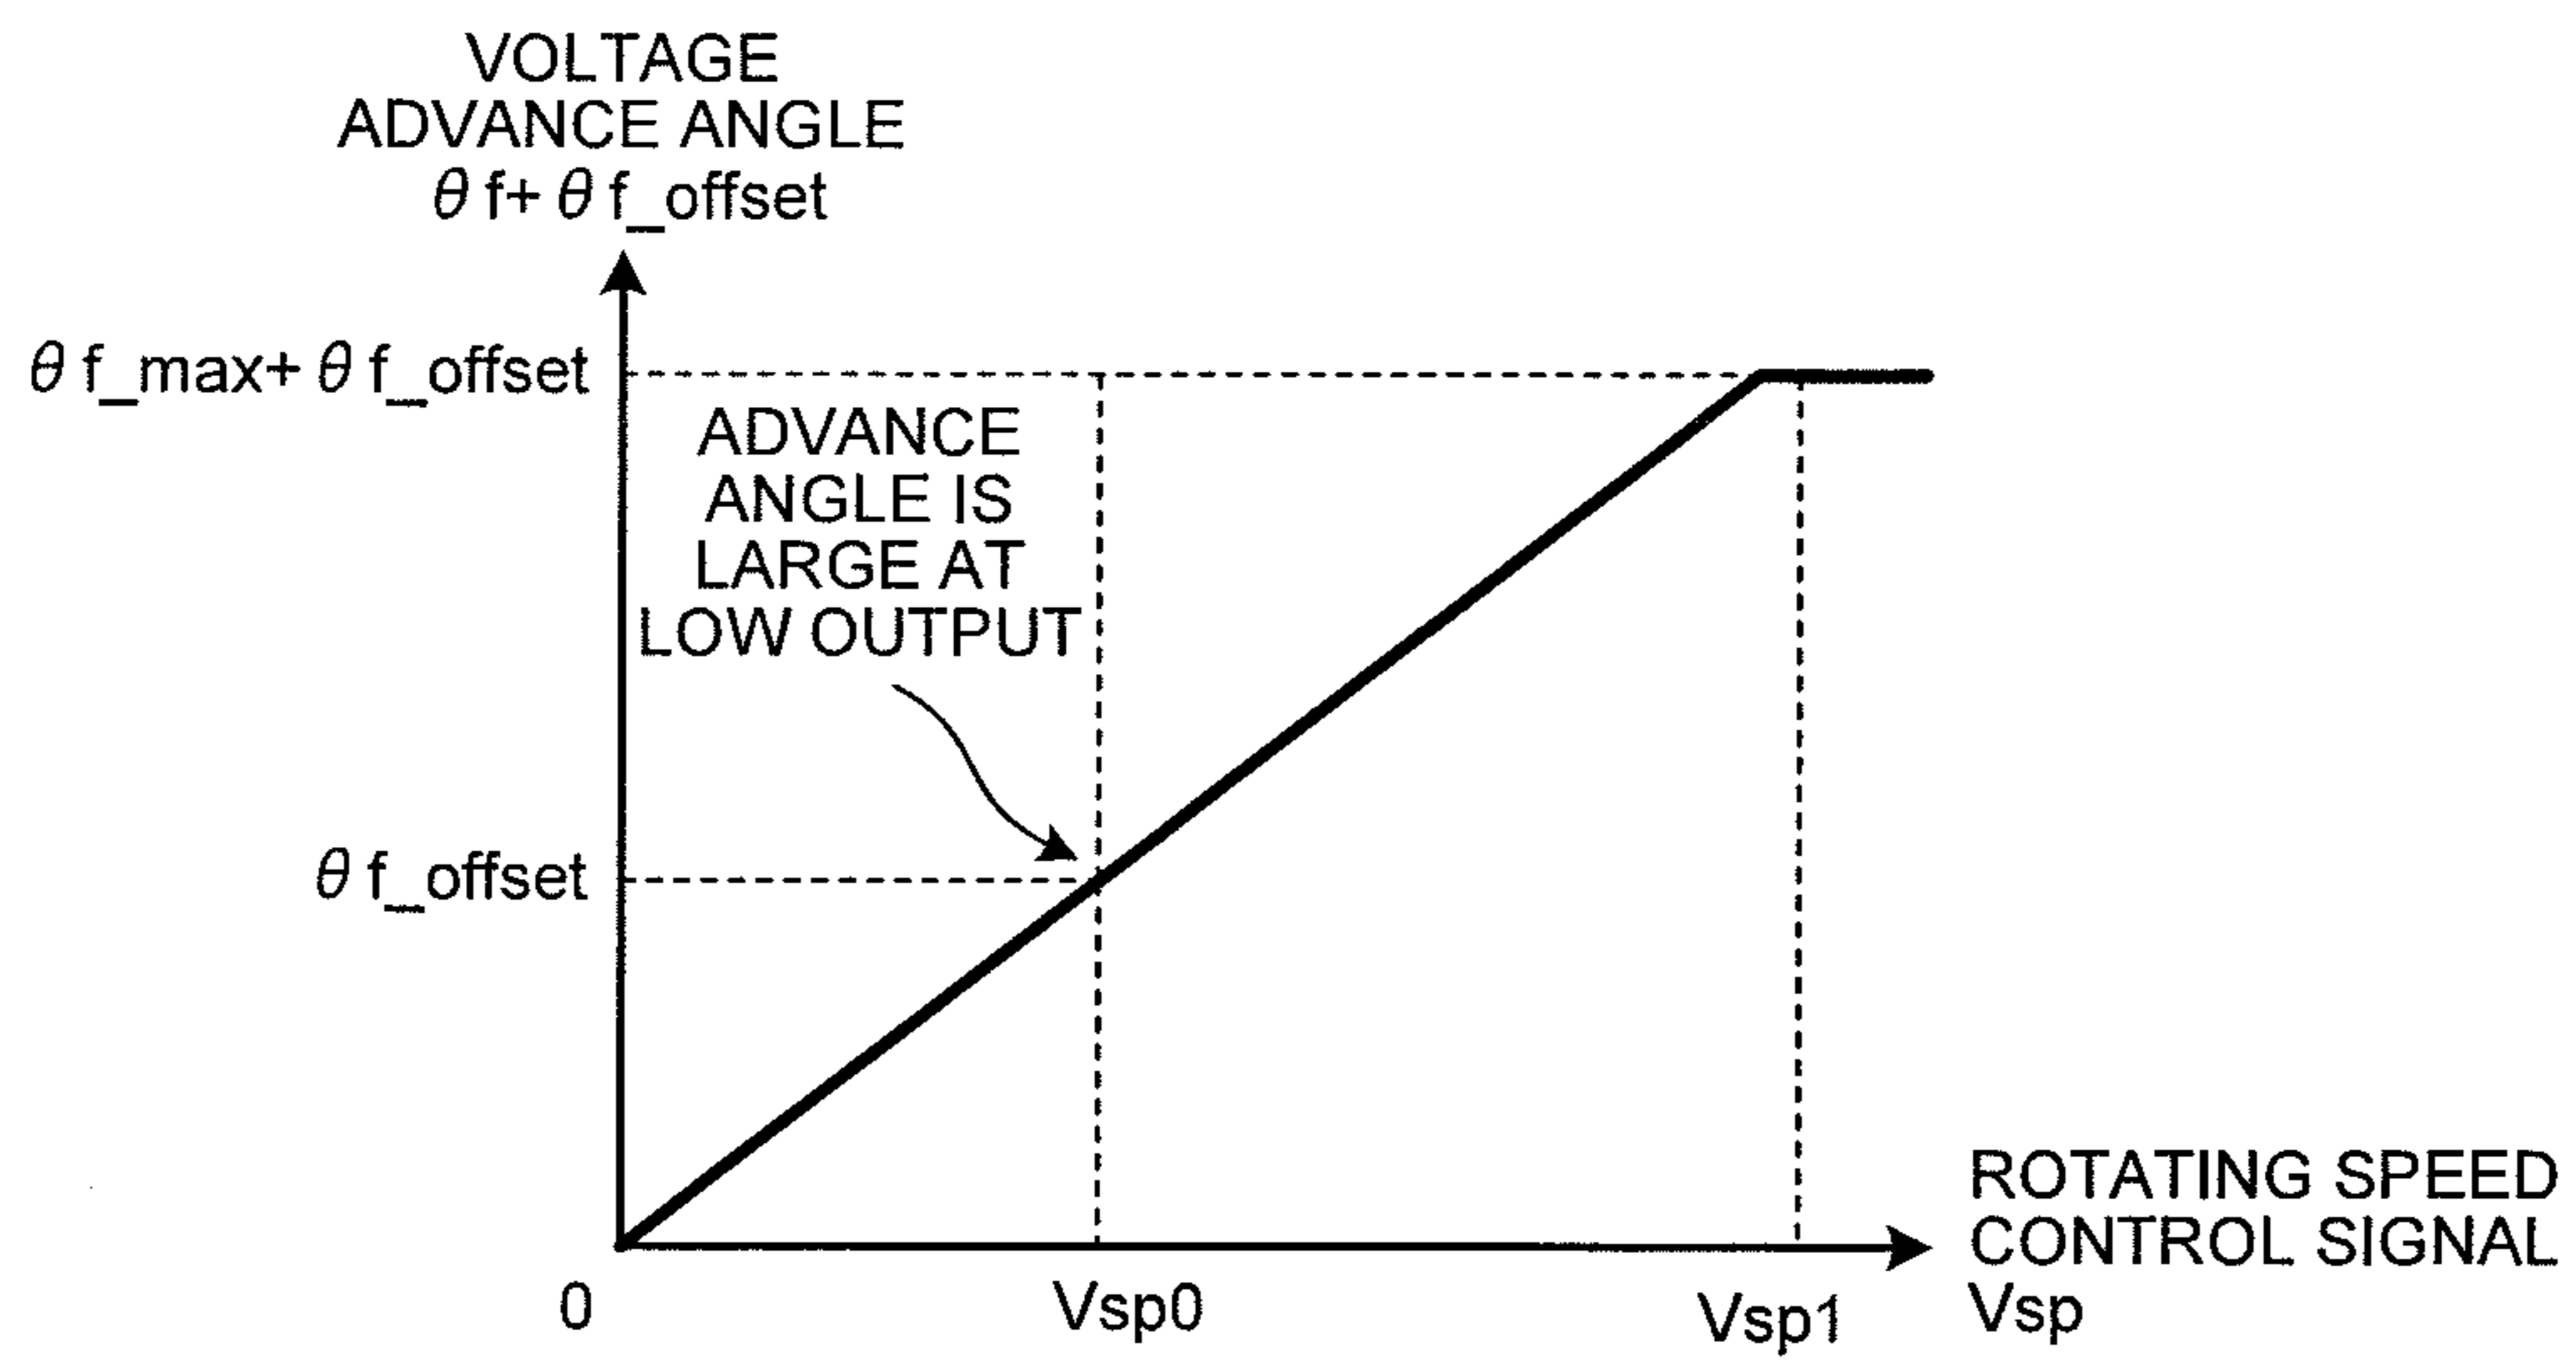 VOLTAGE
ADVANCE ANGLE
θ f+ θ f_offset
θ f_max+ θ f_offset
ADVANCE
ANGLE IS
LARGE AT
LOW OUTPUT
θ f_offset
0
Vsp0
Vsp1
ROTATING SPEED
CONTROL SIGNAL
Vsp